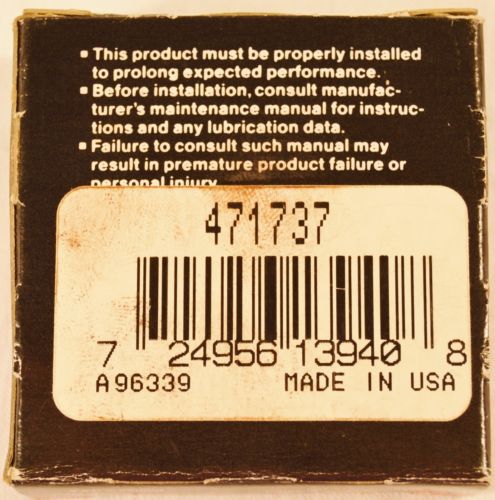 ▪ This product must be properly installed
to prolong expected performance.
▪ Before installation, consult manufac-
turer's maintenance manual for instruc-
tions and any lubrication data.
▪ Failure to consult such manual may
result in premature product failure or
personal injury.
471737
7 24956 13940 8
A96339 MADE IN USA